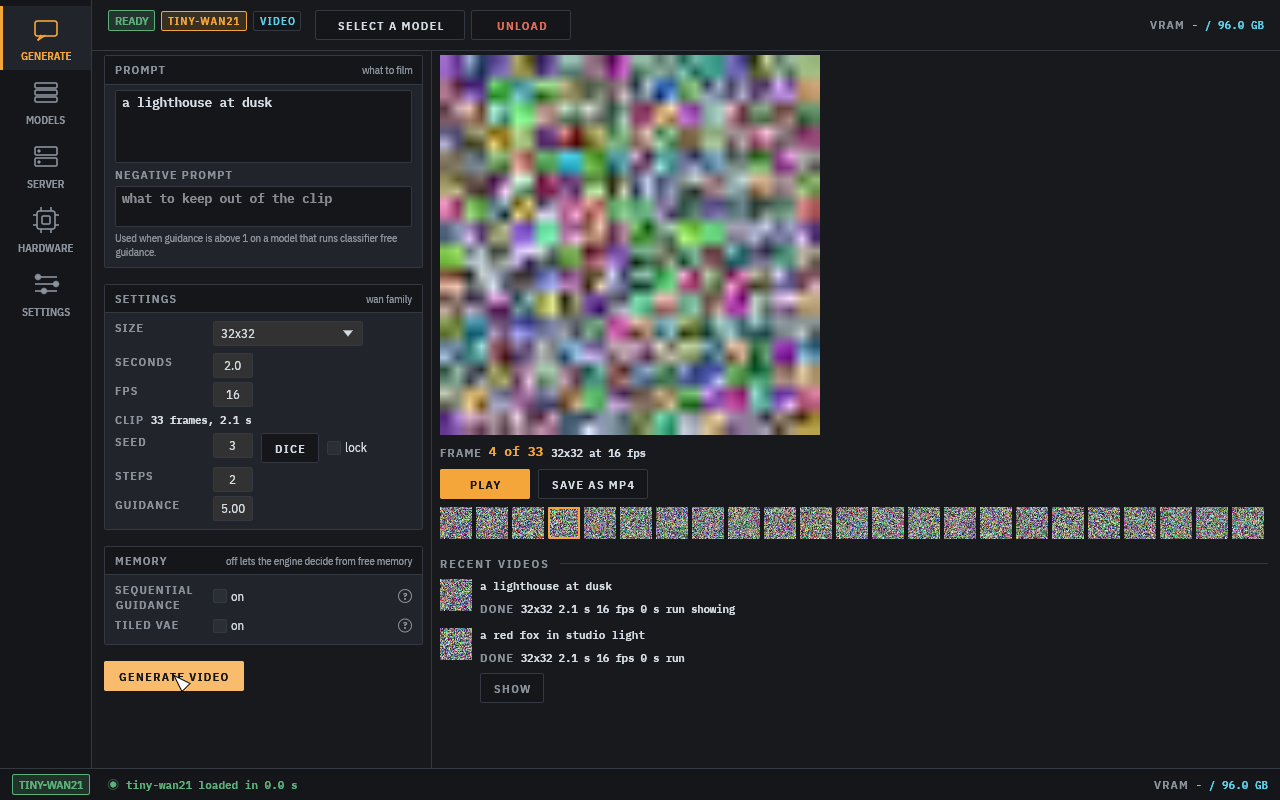 READY TINY-WAN21 VIDEO SELECT A MODEL UNLOAD VRAM - / 96.0 GB
GENERATE
MODELS
SERVER
HARDWARE
SETTINGS
PROMPT what to film
a lighthouse at dusk
NEGATIVE PROMPT
what to keep out of the clip
Used when guidance is above 1 on a model that runs classifier free
guidance.
SETTINGS wan family
SIZE 32x32
SECONDS 2.0
FPS 16
CLIP 33 frames, 2.1 s
SEED 3 DICE lock
STEPS 2
GUIDANCE 5.00
MEMORY off lets the engine decide from free memory
SEQUENTIAL
GUIDANCE on ?
TILED VAE on ?
GENERATE VIDEO
FRAME 4 of 33 32x32 at 16 fps
PLAY SAVE AS MP4
RECENT VIDEOS
a lighthouse at dusk
DONE 32x32 2.1 s 16 fps 0 s run showing
a red fox in studio light
DONE 32x32 2.1 s 16 fps 0 s run
SHOW
TINY-WAN21 tiny-wan21 loaded in 0.0 s VRAM - / 96.0 GB